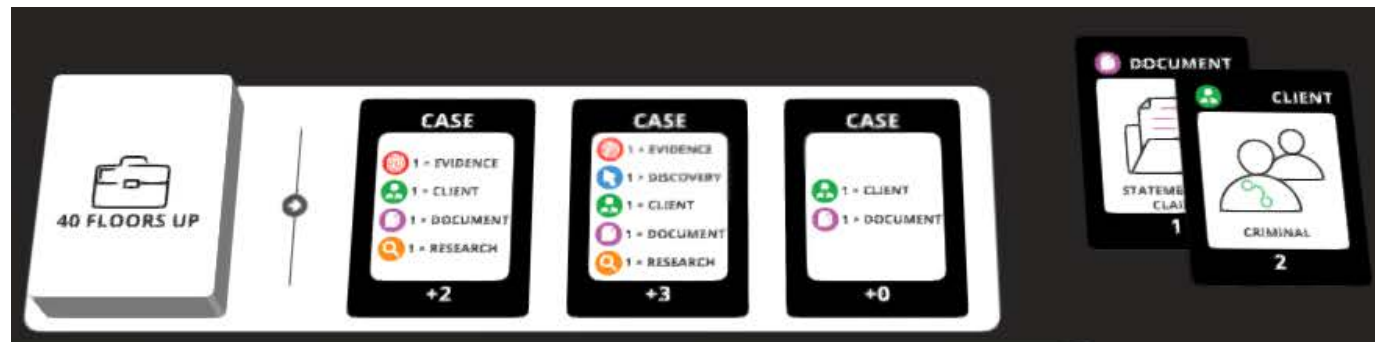 40 FLOORS UP
CASE
1 = EVIDENCE
1 = CLIENT
1 = DOCUMENT
1 = RESEARCH
+2
CASE
1 = EVIDENCE
1 = DISCOVERY
1 = CLIENT
1 = DOCUMENT
1 = RESEARCH
+3
CASE
1 = CLIENT
1 = DOCUMENT
+0
DOCUMENT
1
CLIENT
CRIMINAL
2